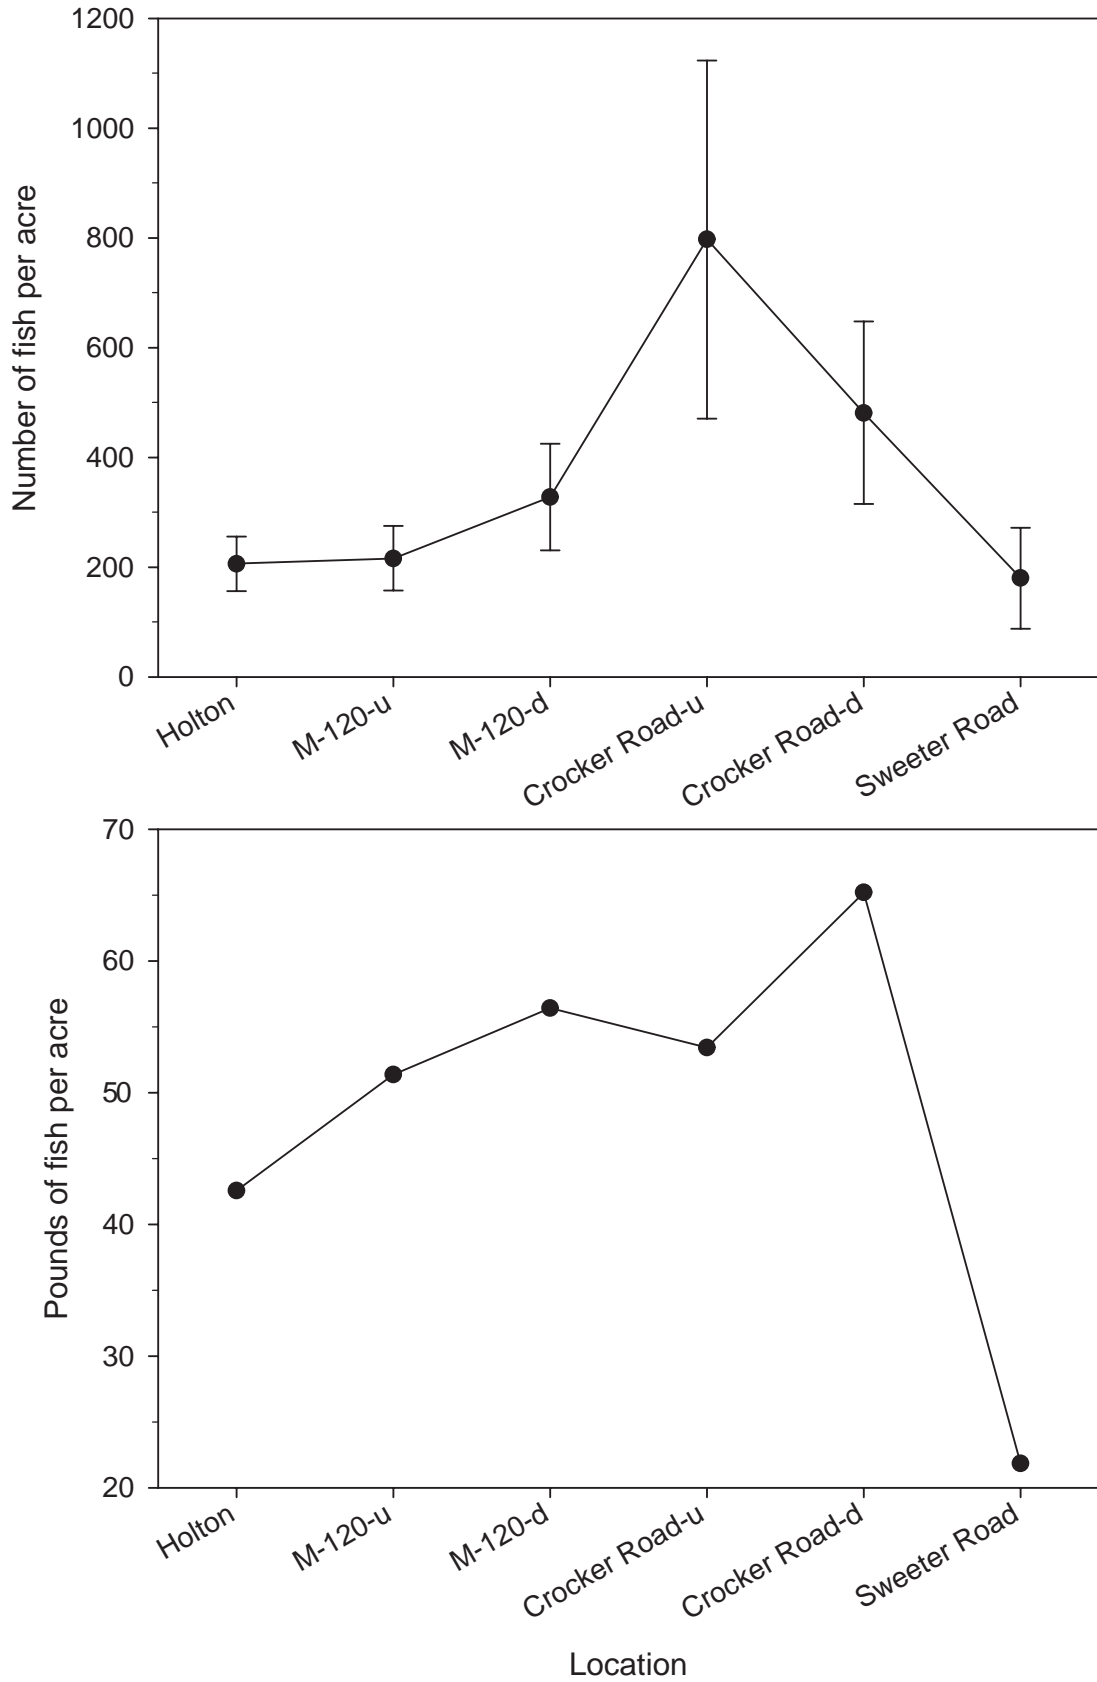 1200
1000
800
600
400
200
0
Number of fish per acre
Holton
M-120-u
M-120-d
Crocker Road-u
Crocker Road-d
Sweeter Road
70
60
50
40
30
20
Pounds of fish per acre
Holton
M-120-u
M-120-d
Crocker Road-u
Crocker Road-d
Sweeter Road
Location